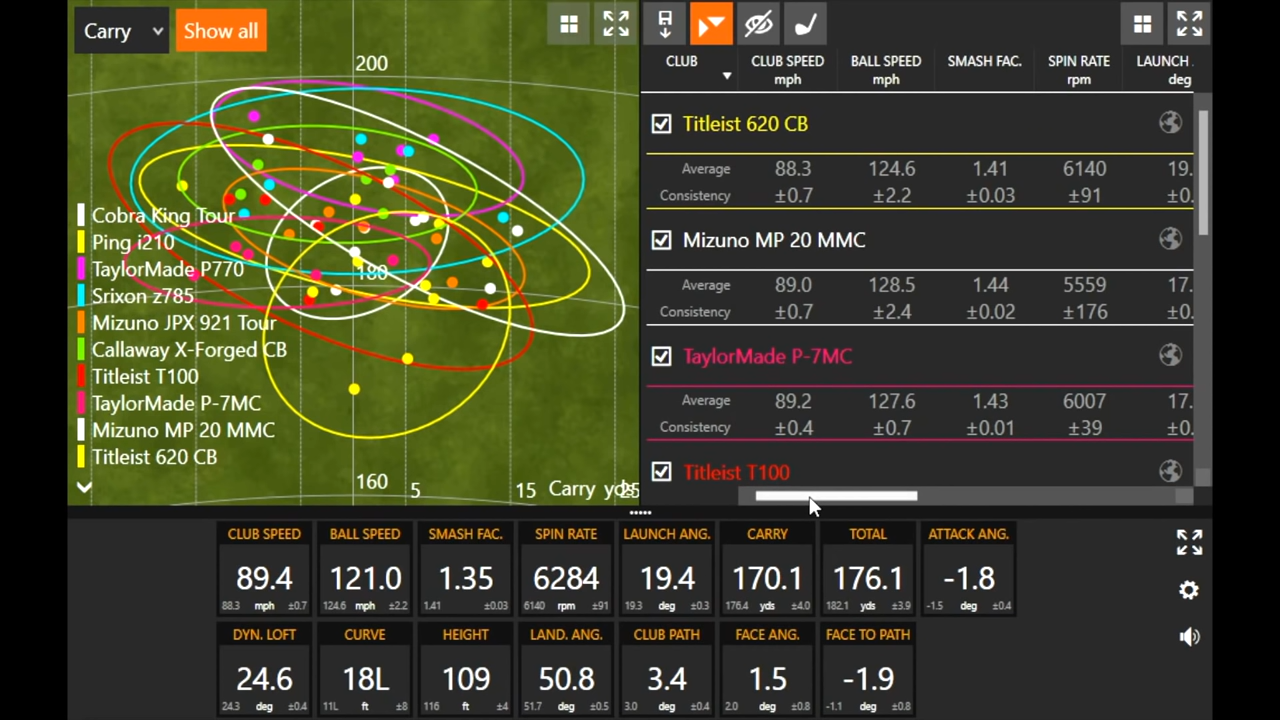 Carry
Show all
200
Cobra King Tour
Ping i210
TaylorMade P770
Srixon z785
Mizuno JPX 921 Tour
Callaway X-Forged CB
Titleist T100
TaylorMade P-7MC
Mizuno MP 20 MMC
Titleist 620 CB
180
160
5
15
Carry yds
25
CLUB CLUB SPEED BALL SPEED SMASH FAC. SPIN RATE LAUNCH
mph mph rpm deg
Titleist 620 CB
Average 88.3 124.6 1.41 6140 19.
Consistency ±0.7 ±2.2 ±0.03 ±91 ±0.
Mizuno MP 20 MMC
Average 89.0 128.5 1.44 5559 17.
Consistency ±0.7 ±2.4 ±0.02 ±176 ±0.
TaylorMade P-7MC
Average 89.2 127.6 1.43 6007 17.
Consistency ±0.4 ±0.7 ±0.01 ±39 ±0.
Titleist T100
CLUB SPEED BALL SPEED SMASH FAC. SPIN RATE LAUNCH ANG. CARRY TOTAL ATTACK ANG.
89.4 121.0 1.35 6284 19.4 170.1 176.1 -1.8
88.3 mph ±0.7 124.6 mph ±2.2 1.41 ±0.03 6140 rpm ±91 19.3 deg ±0.3 176.4 yds ±4.0 182.1 yds ±3.9 -1.5 deg ±0.4
DYN. LOFT CURVE HEIGHT LAND. ANG. CLUB PATH FACE ANG. FACE TO PATH
24.6 18L 109 50.8 3.4 1.5 -1.9
24.3 deg ±0.4 11L ft ±8 116 ft ±4 51.7 deg ±0.5 3.0 deg ±0.4 2.0 deg ±0.8 -1.1 deg ±0.8